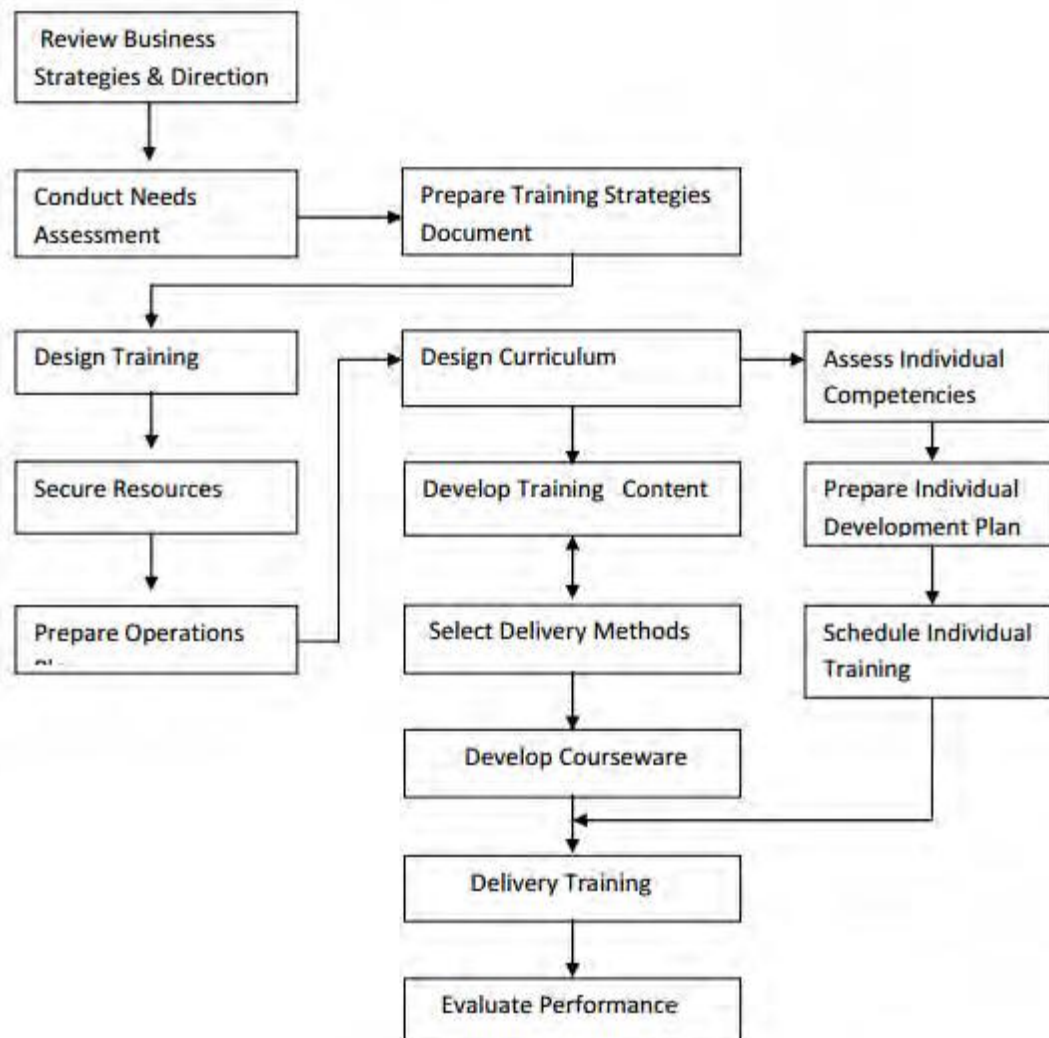 Review Business
Strategies & Direction
Conduct Needs
Assessment
Prepare Training Strategies
Document
Design Training
Design Curriculum
Assess Individual
Competencies
Secure Resources
Develop Training Content
Prepare Individual
Development Plan
Prepare Operations
Select Delivery Methods
Schedule Individual
Training
Develop Courseware
Delivery Training
Evaluate Performance